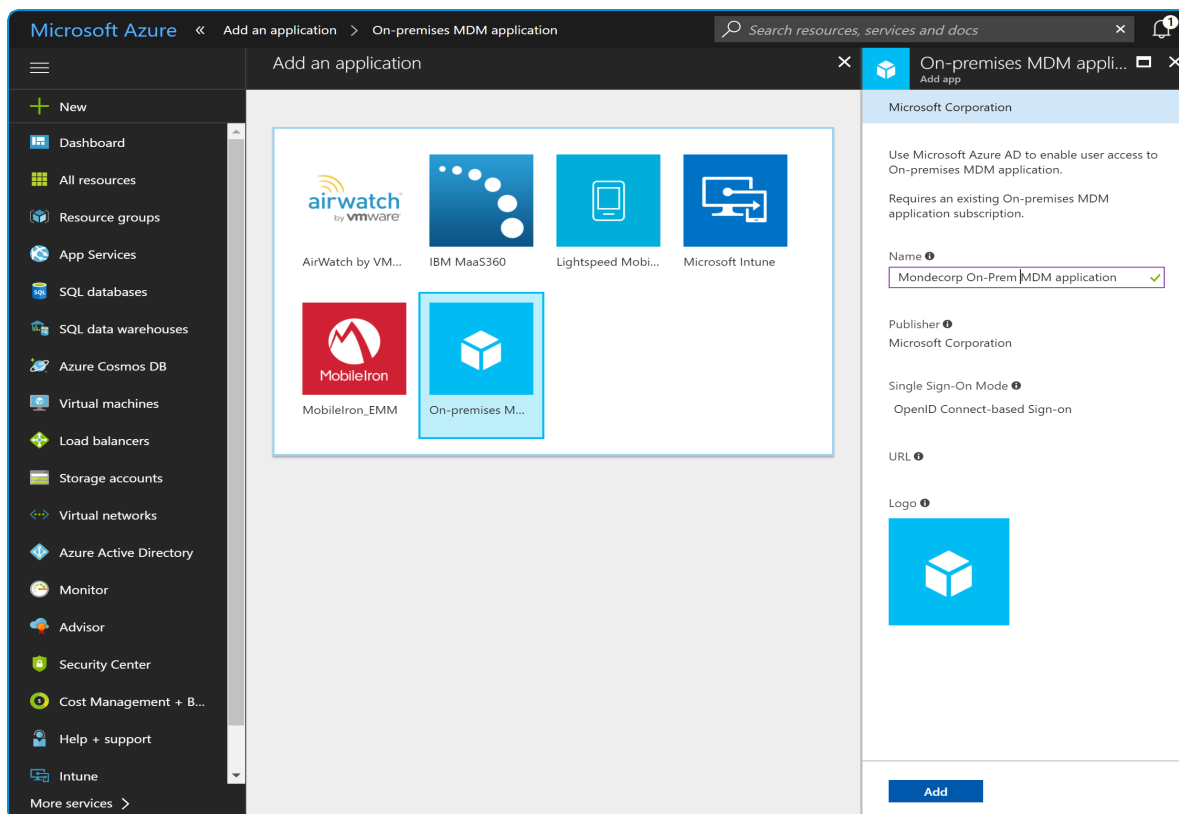 Microsoft Azure « Add an application > On-premises MDM application
Search resources, services and docs
1
New
Dashboard
All resources
Resource groups
App Services
SQL databases
SQL data warehouses
Azure Cosmos DB
Virtual machines
Load balancers
Storage accounts
Virtual networks
Azure Active Directory
Monitor
Advisor
Security Center
Cost Management + B...
Help + support
Intune
More services >
Add an application
airwatch
by vmware
AirWatch by VM...
IBM MaaS360
Lightspeed Mobi...
Microsoft Intune
MobileIron
MobileIron_EMM
On-premises M...
On-premises MDM appli...
Add app
Microsoft Corporation
Use Microsoft Azure AD to enable user access to
On-premises MDM application.
Requires an existing On-premises MDM
application subscription.
Name
Mondecorp On-Prem MDM application
Publisher
Microsoft Corporation
Single Sign-On Mode
OpenID Connect-based Sign-on
URL
Logo
Add